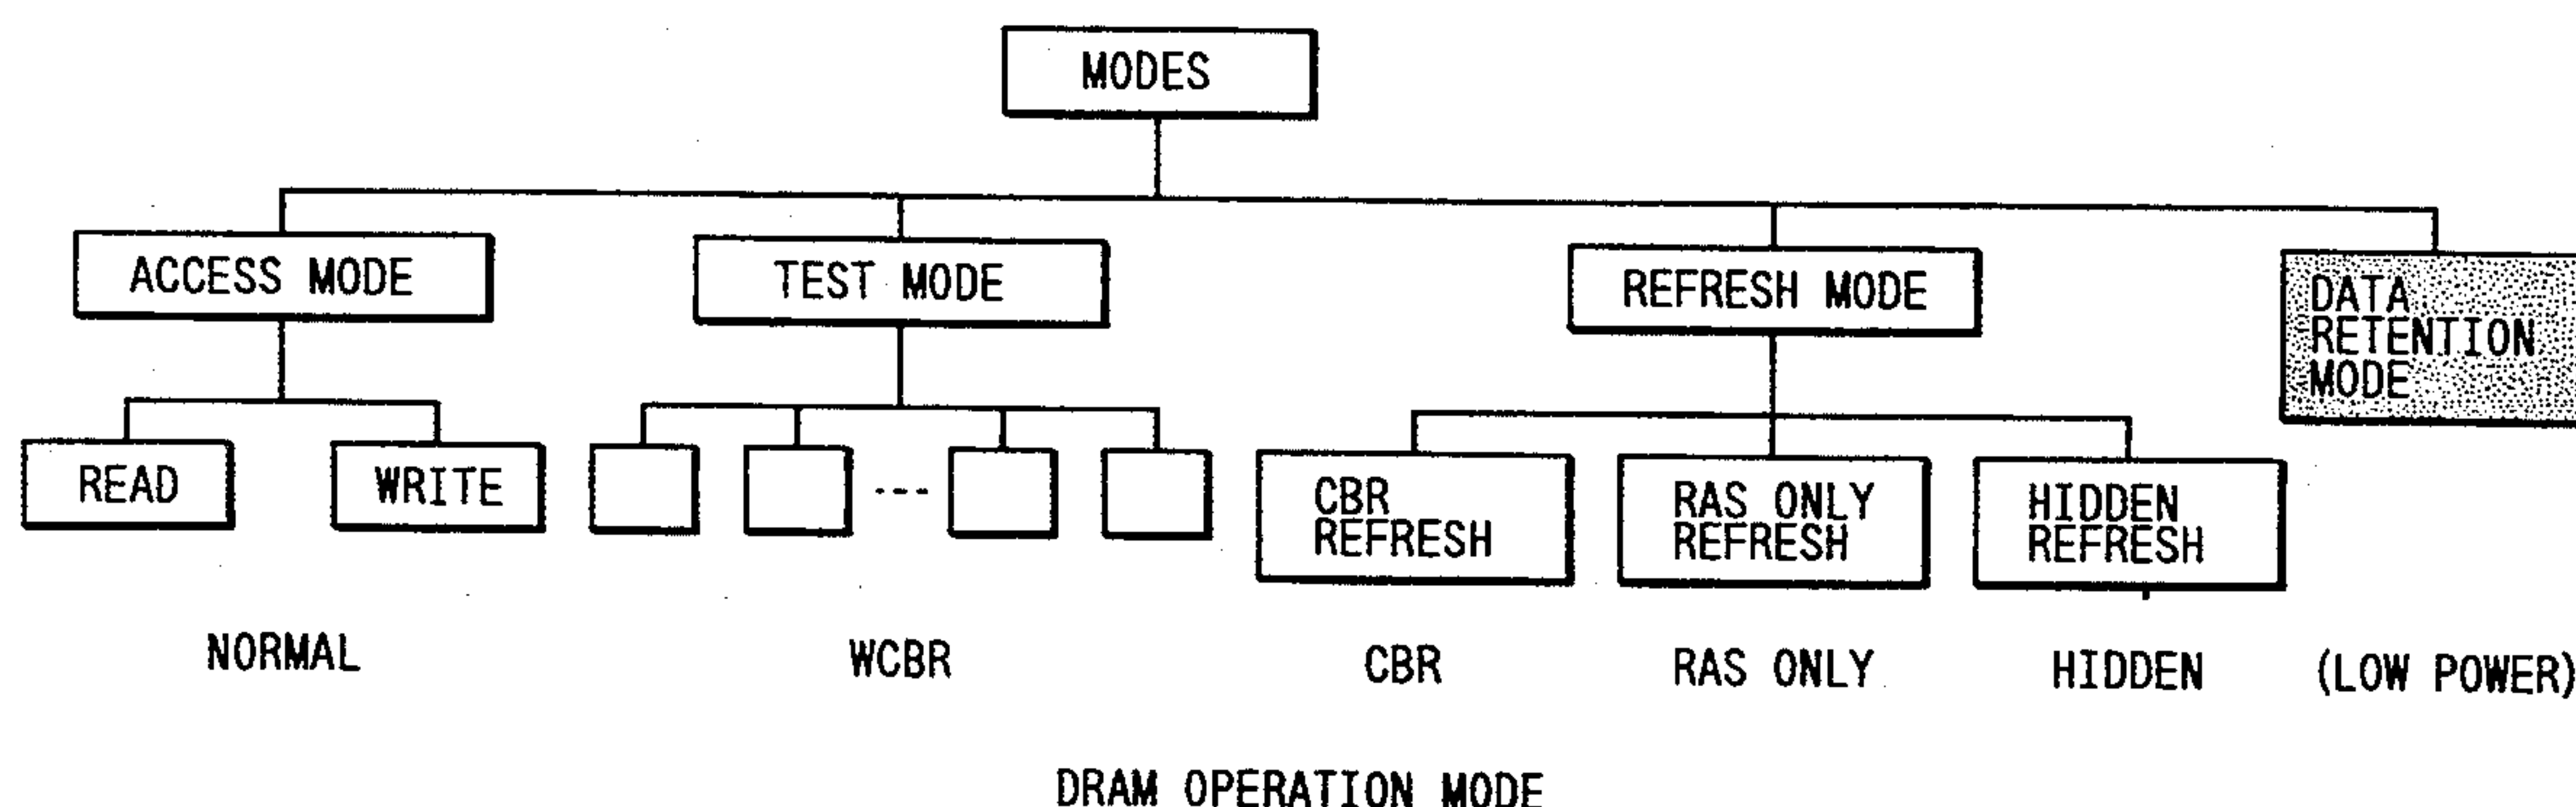 MODES
ACCESS MODE
TEST MODE
REFRESH MODE
DATA
RETENTION
MODE
READ
WRITE
---
CBR
REFRESH
RAS ONLY
REFRESH
HIDDEN
REFRESH
NORMAL
WCBR
CBR
RAS ONLY
HIDDEN
(LOW POWER)
DRAM OPERATION MODE